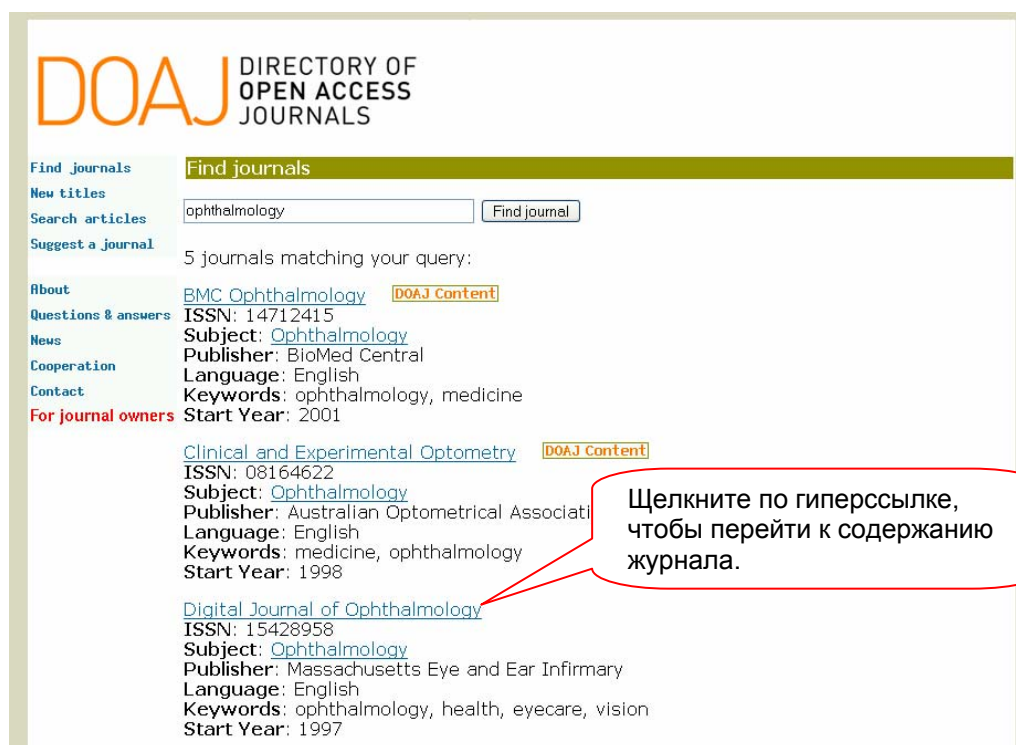 DOAJ
DIRECTORY OF
OPEN ACCESS
JOURNALS
Find journals
New titles
Search articles
Suggest a journal
About
Questions & answers
News
Cooperation
Contact
For journal owners
Find journals
ophthalmology Find journal
5 journals matching your query:
BMC Ophthalmology DOAJ Content
ISSN: 14712415
Subject: Ophthalmology
Publisher: BioMed Central
Language: English
Keywords: ophthalmology, medicine
Start Year: 2001
Clinical and Experimental Optometry DOAJ Content
ISSN: 08164622
Subject: Ophthalmology
Publisher: Australian Optometrical Associati
Language: English
Keywords: medicine, ophthalmology
Start Year: 1998
Щелкните по гиперссылке,
чтобы перейти к содержанию
журнала.
Digital Journal of Ophthalmology
ISSN: 15428958
Subject: Ophthalmology
Publisher: Massachusetts Eye and Ear Infirmary
Language: English
Keywords: ophthalmology, health, eyecare, vision
Start Year: 1997